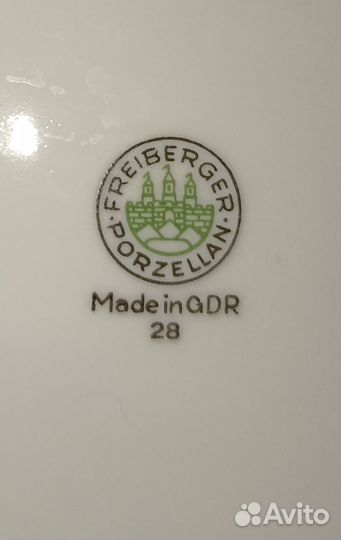 · FREIBERGER ·
PORZELLAN
Made in GDR
28
Avito